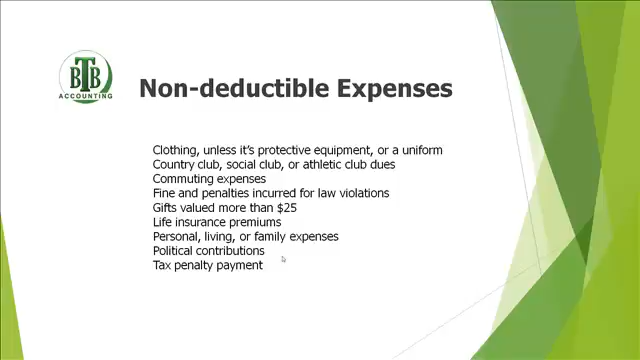 BTB
ACCOUNTING
Non-deductible Expenses
Clothing, unless it's protective equipment, or a uniform
Country club, social club, or athletic club dues
Commuting expenses
Fine and penalties incurred for law violations
Gifts valued more than $25
Life insurance premiums
Personal, living, or family expenses
Political contributions
Tax penalty payment